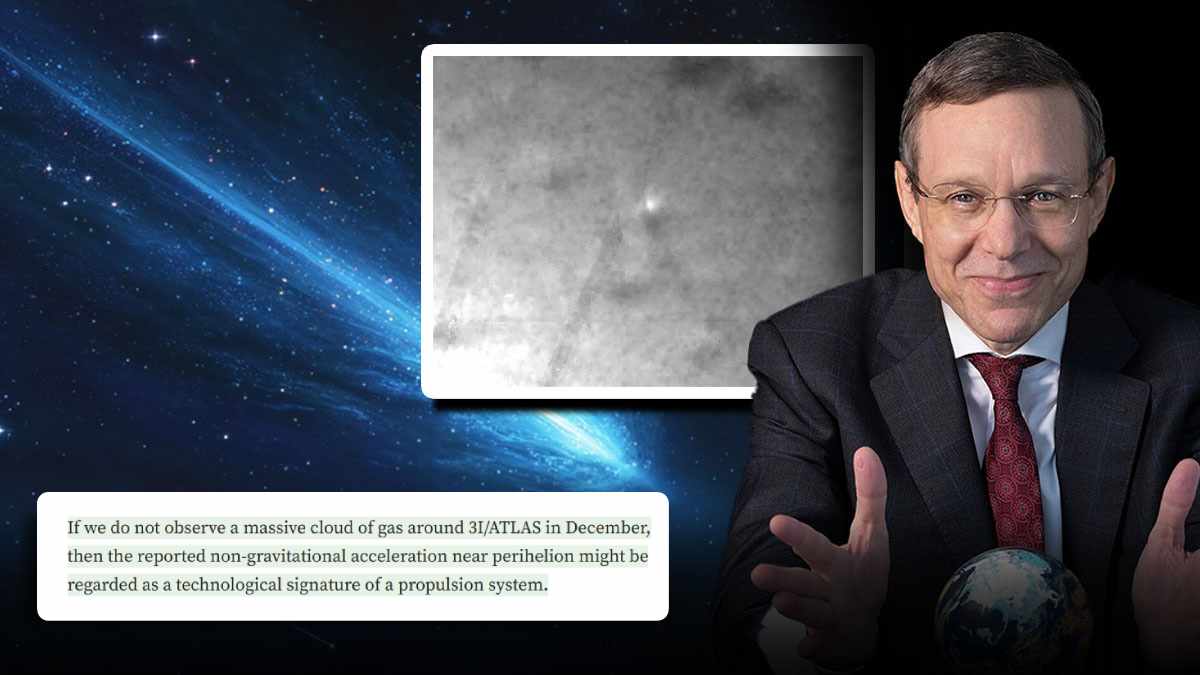 If we do not observe a massive cloud of gas around 3I/ATLAS in December,
then the reported non-gravitational acceleration near perihelion might be
regarded as a technological signature of a propulsion system.